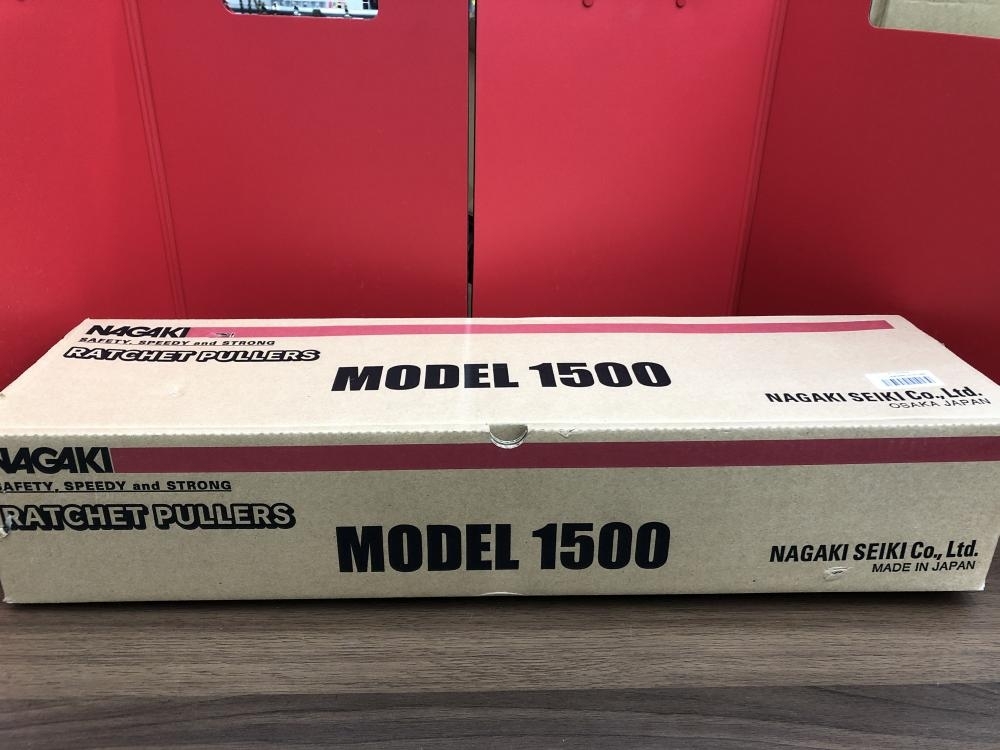 NAGAKI
SAFETY, SPEEDY and STRONG
RATCHET PULLERS
MODEL 1500
NAGAKI SEIKI Co., Ltd.
OSAKA JAPAN
NAGAKI
SAFETY, SPEEDY and STRONG
RATCHET PULLERS
MODEL 1500
NAGAKI SEIKI Co., Ltd.
MADE IN JAPAN